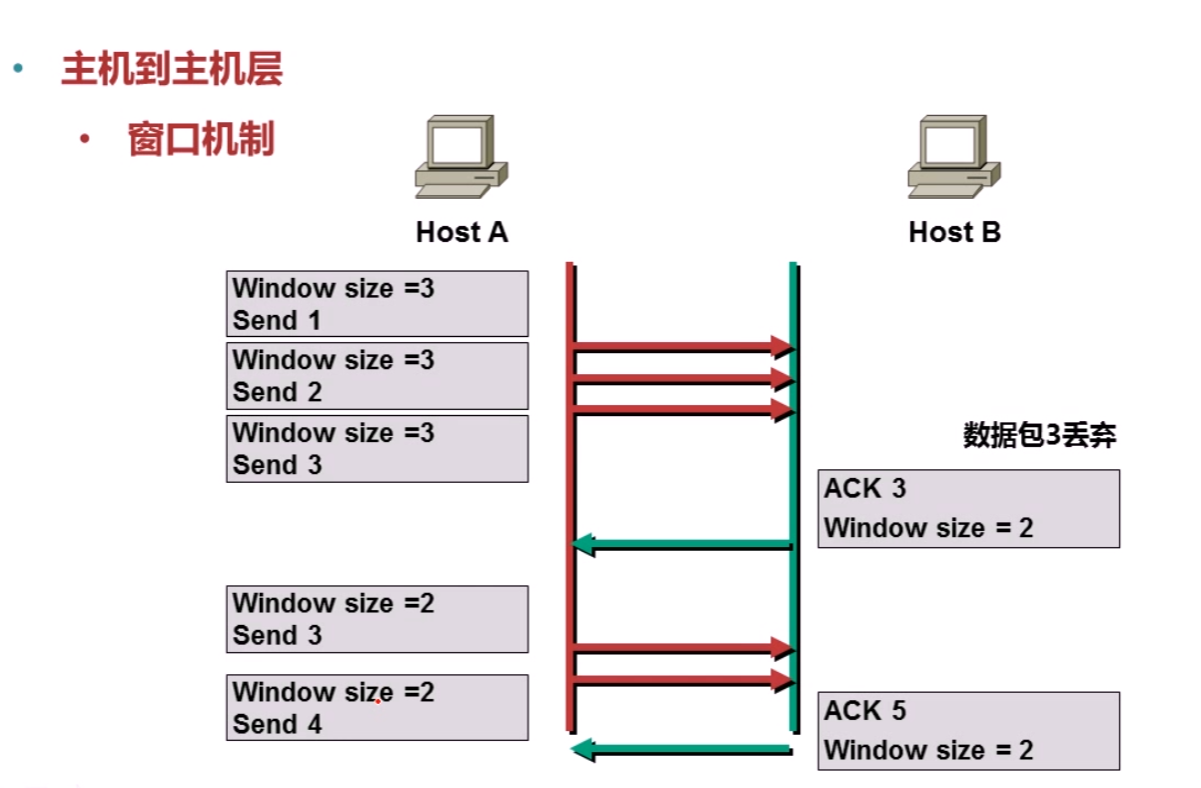 主机到主机层
窗口机制
Host A
Host B
Window size =3
Send 1
Window size =3
Send 2
Window size =3
Send 3
数据包3丢弃
ACK 3
Window size = 2
Window size =2
Send 3
Window size =2
Send 4
ACK 5
Window size = 2